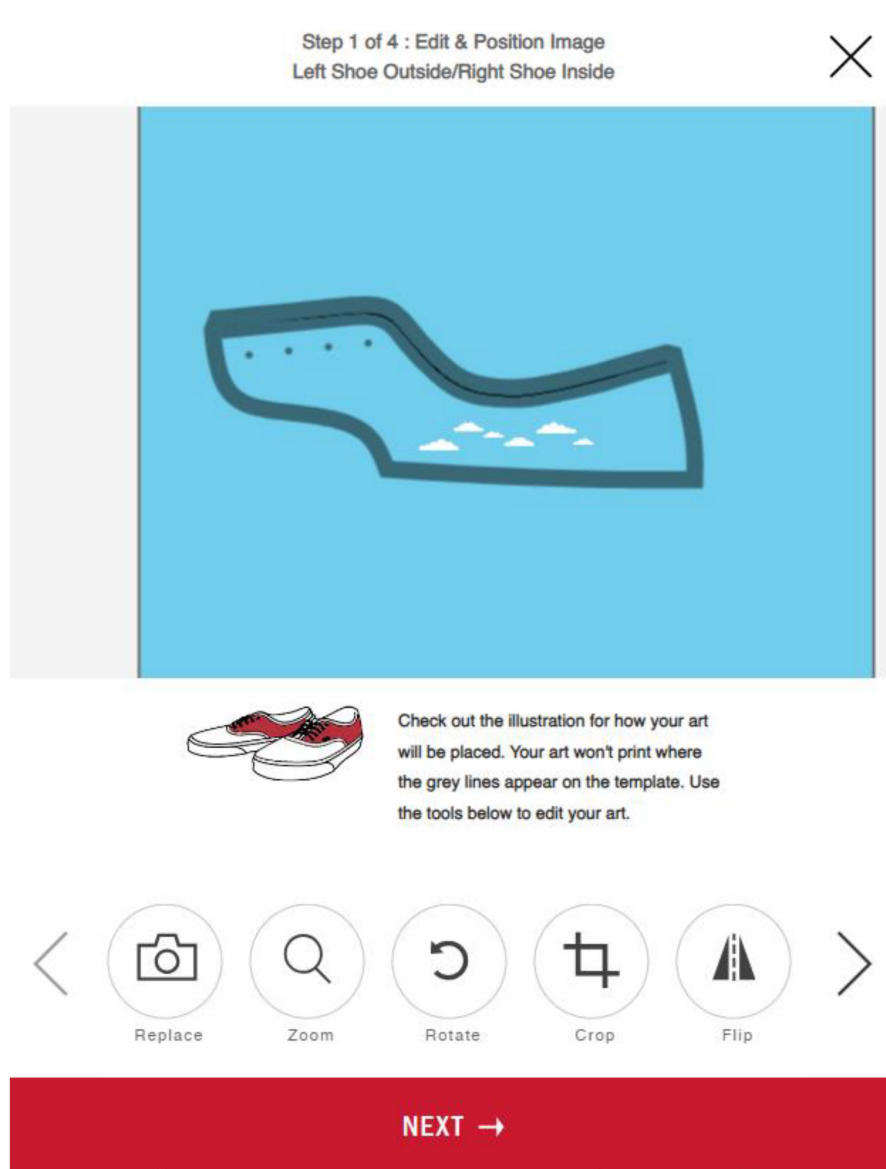 Step 1 of 4 : Edit & Position Image
Left Shoe Outside/Right Shoe Inside
Check out the illustration for how your art
will be placed. Your art won't print where
the grey lines appear on the template. Use
the tools below to edit your art.
Replace
Zoom
Rotate
Crop
Flip
NEXT →